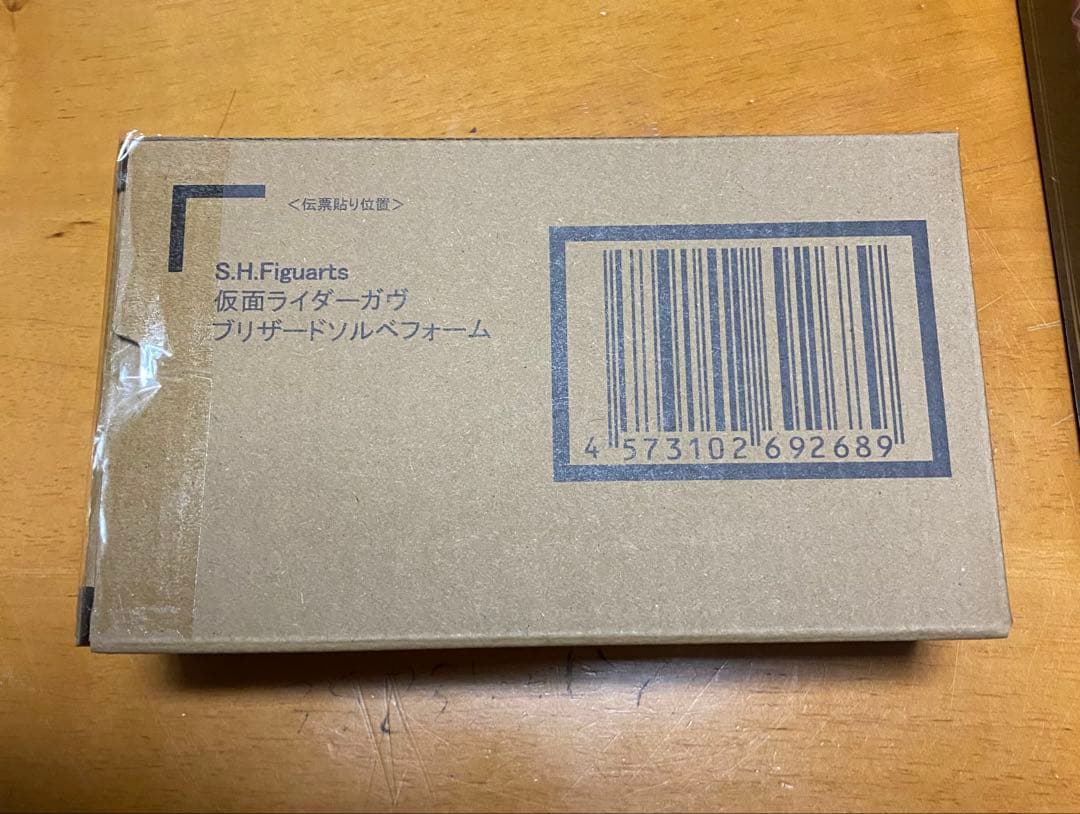 ＜伝票貼り位置＞
S.H.Figuarts
仮面ライダーガヴ
ブリザードソルベフォーム
4 573102 692689